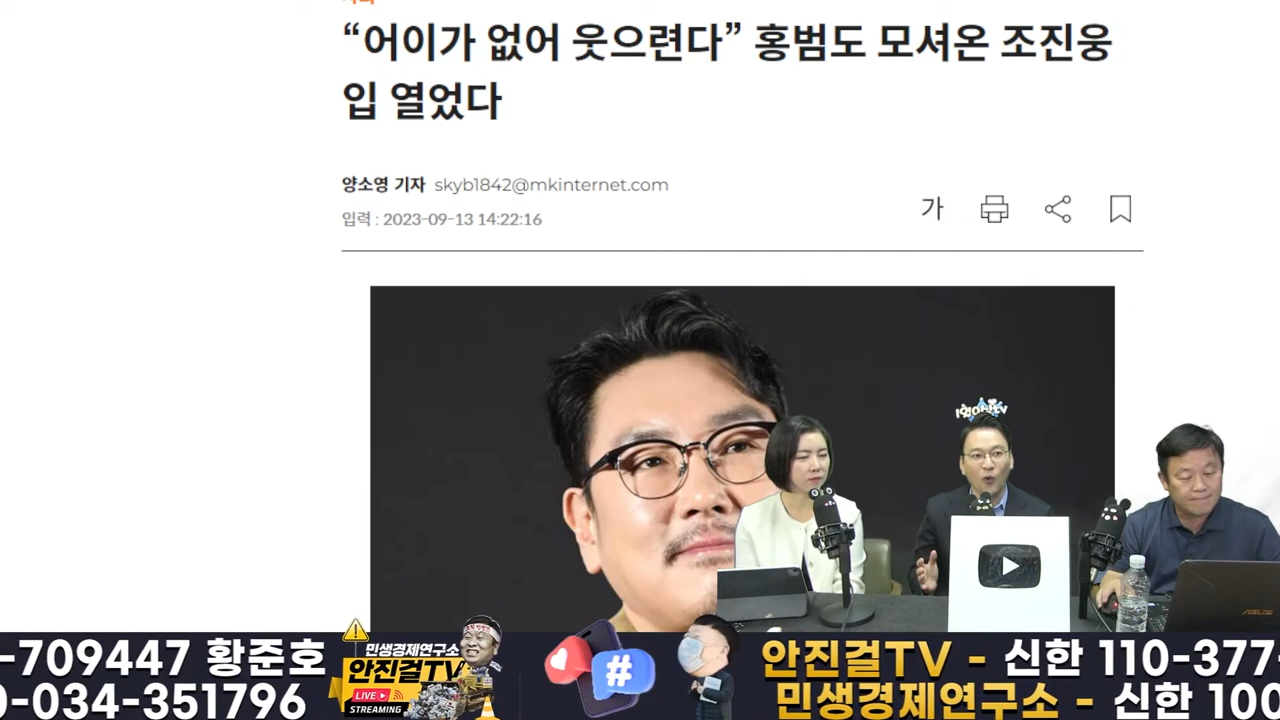 “어이가 없어 웃으련다” 홍범도 모셔온 조진웅
입 열었다
양소영 기자 skyb1842@mkinternet.com
입력 : 2023-09-13 14:22:16
가
ASUS
-709447 황준호
0-034-351796
민생경제연구소
안진걸TV
LIVE
STREAMING
#
안진걸TV - 신한 110-377-
민생경제연구소 - 신한 100